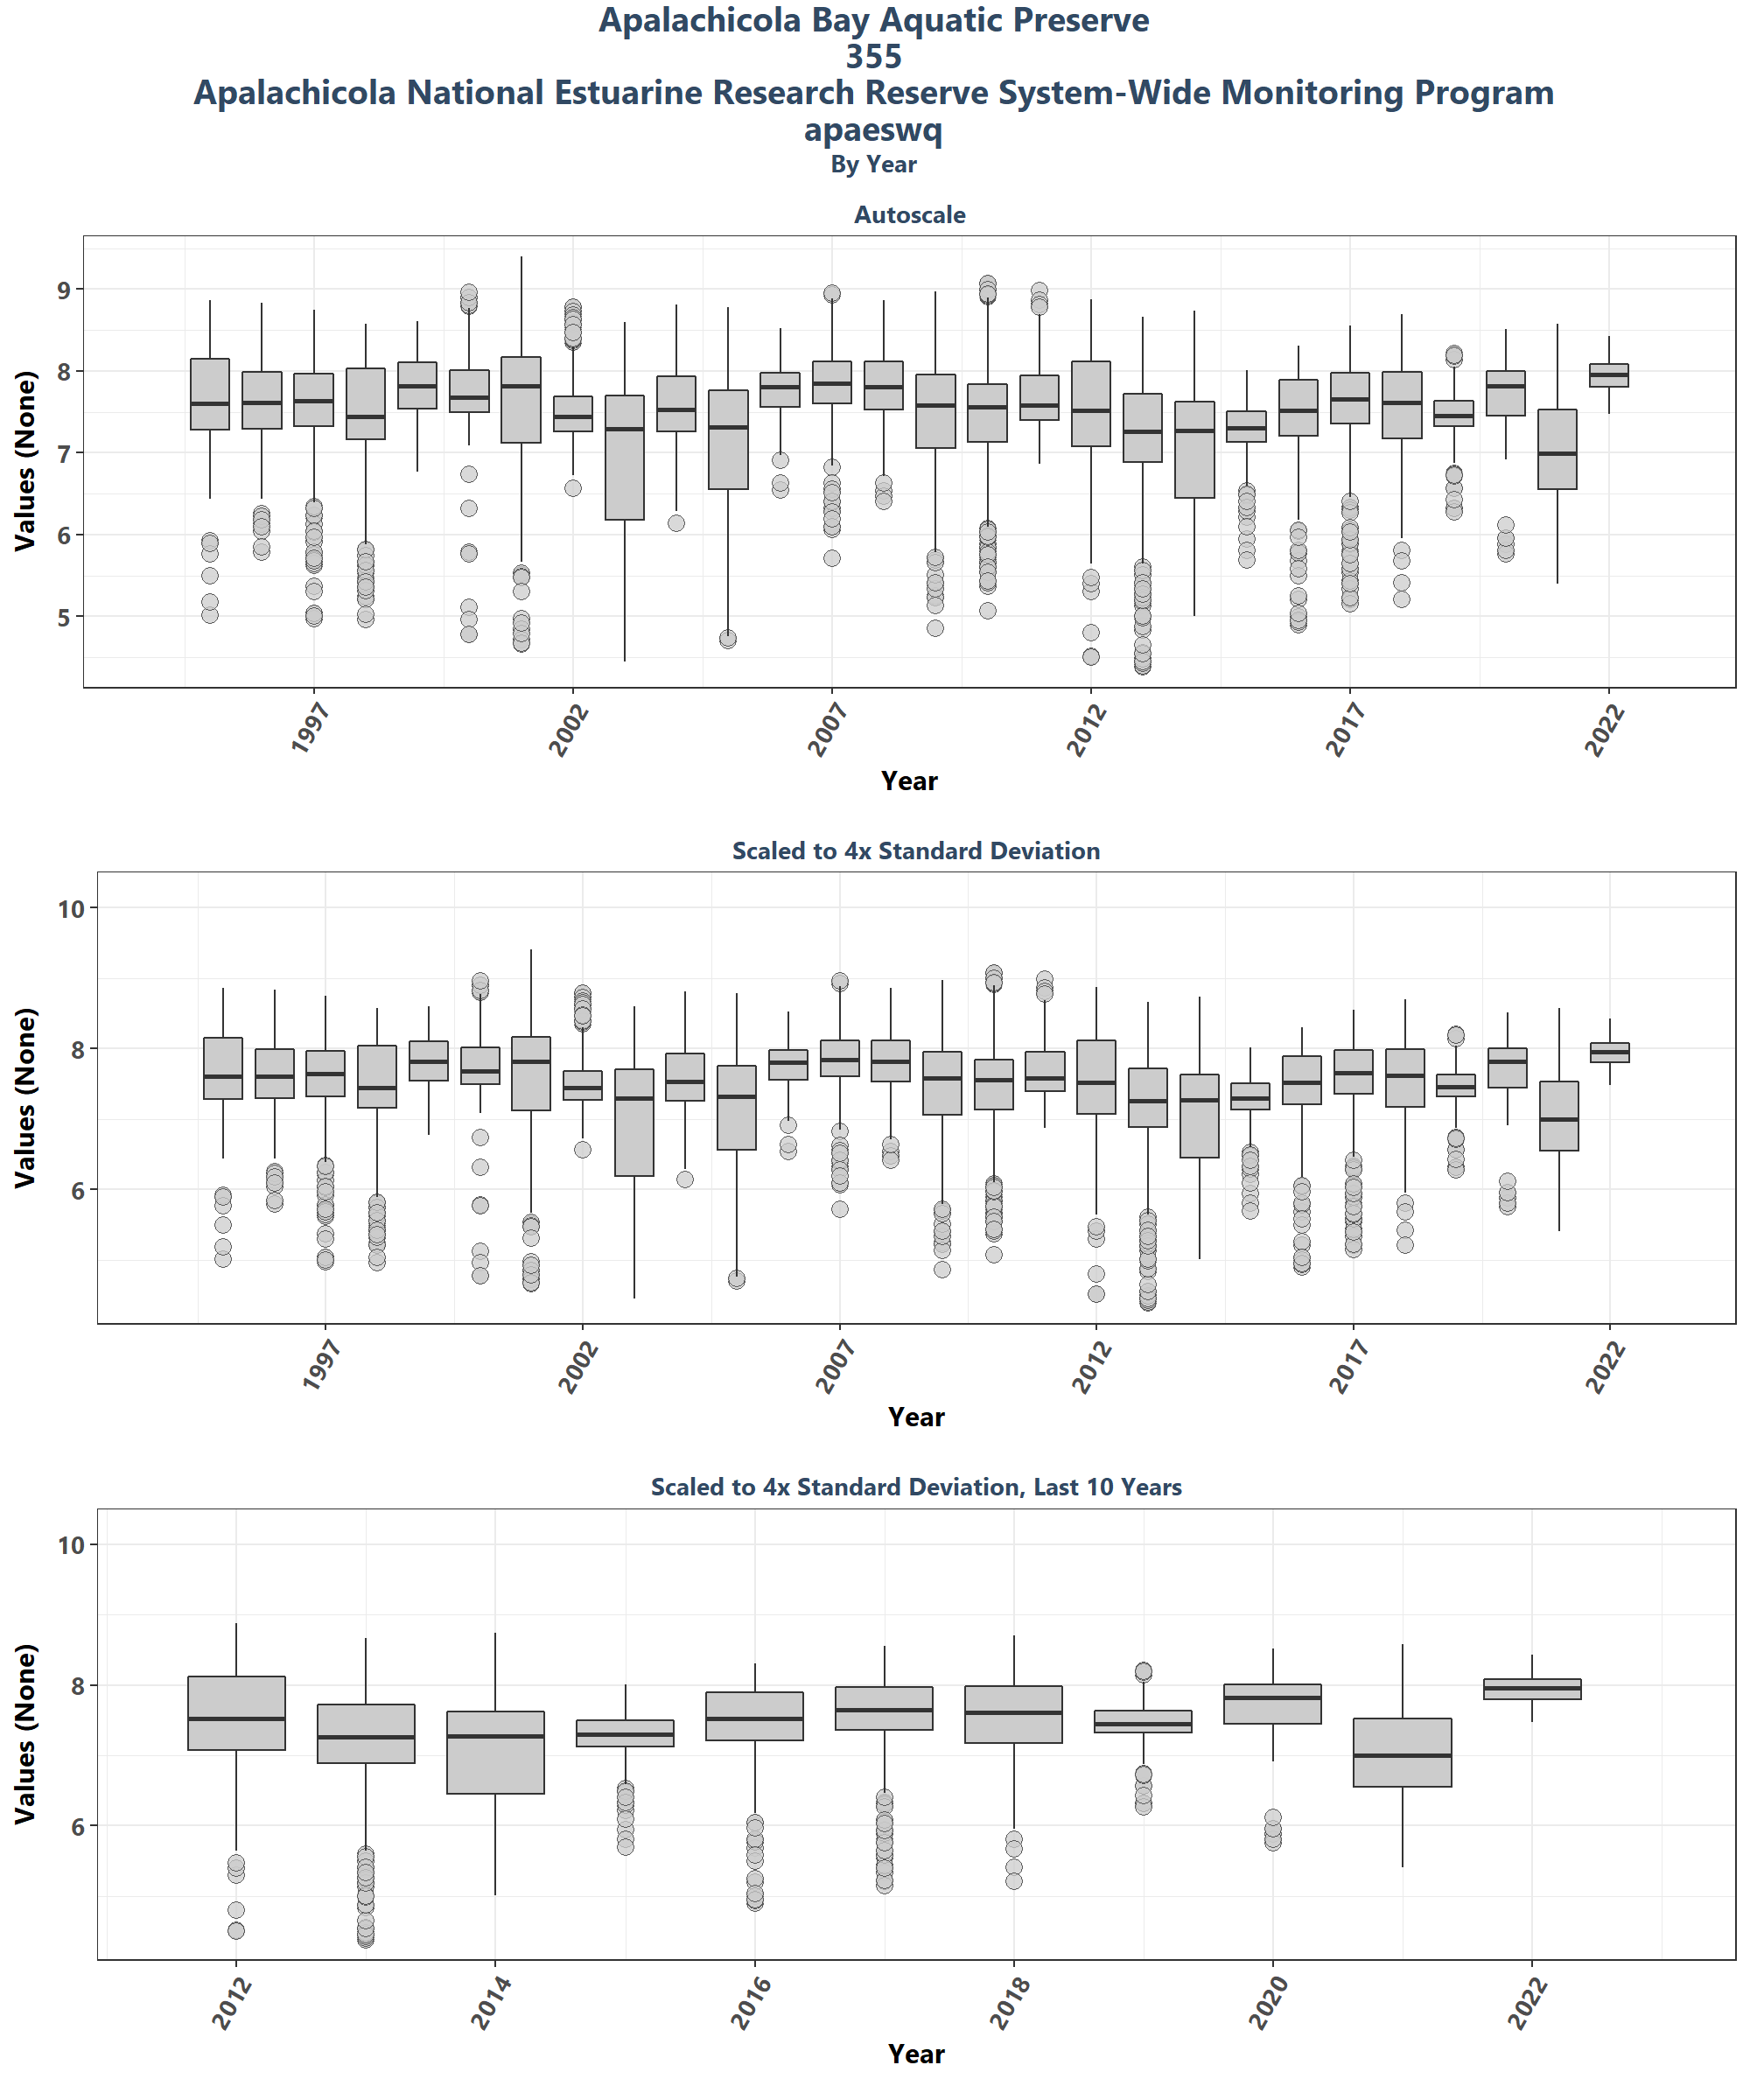 Apalachicola Bay Aquatic Preserve
355
Apalachicola National Estuarine Research Reserve System-Wide Monitoring Program
apaeswq
By Year
Autoscale
Values (None)
9
8
7
6
5
1997 2002 2007 2012 2017 2022
Year
Scaled to 4x Standard Deviation
Values (None)
10
8
6
1997 2002 2007 2012 2017 2022
Year
Scaled to 4x Standard Deviation, Last 10 Years
Values (None)
10
8
6
2012 2014 2016 2018 2020 2022
Year